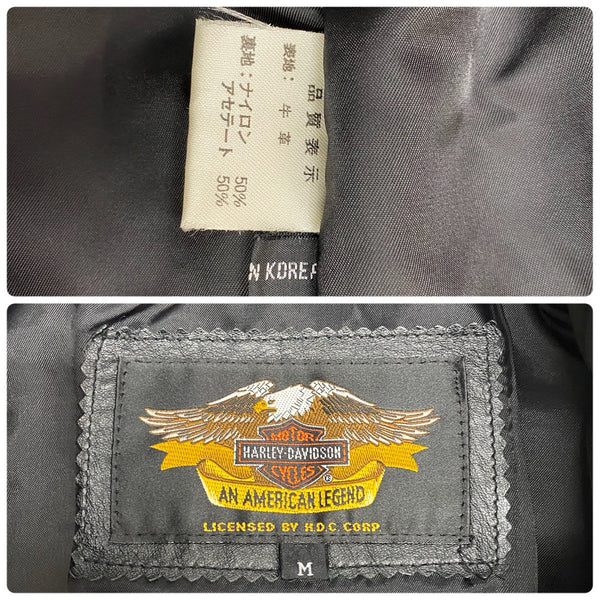 品質表示
表地：牛革
裏地：ナイロン 50%
アセテート 50%
N KOREA
MOTOR
HARLEY-DAVIDSON
CYCLES
®
AN AMERICAN LEGEND
LICENSED BY H.D.C. CORP.
M